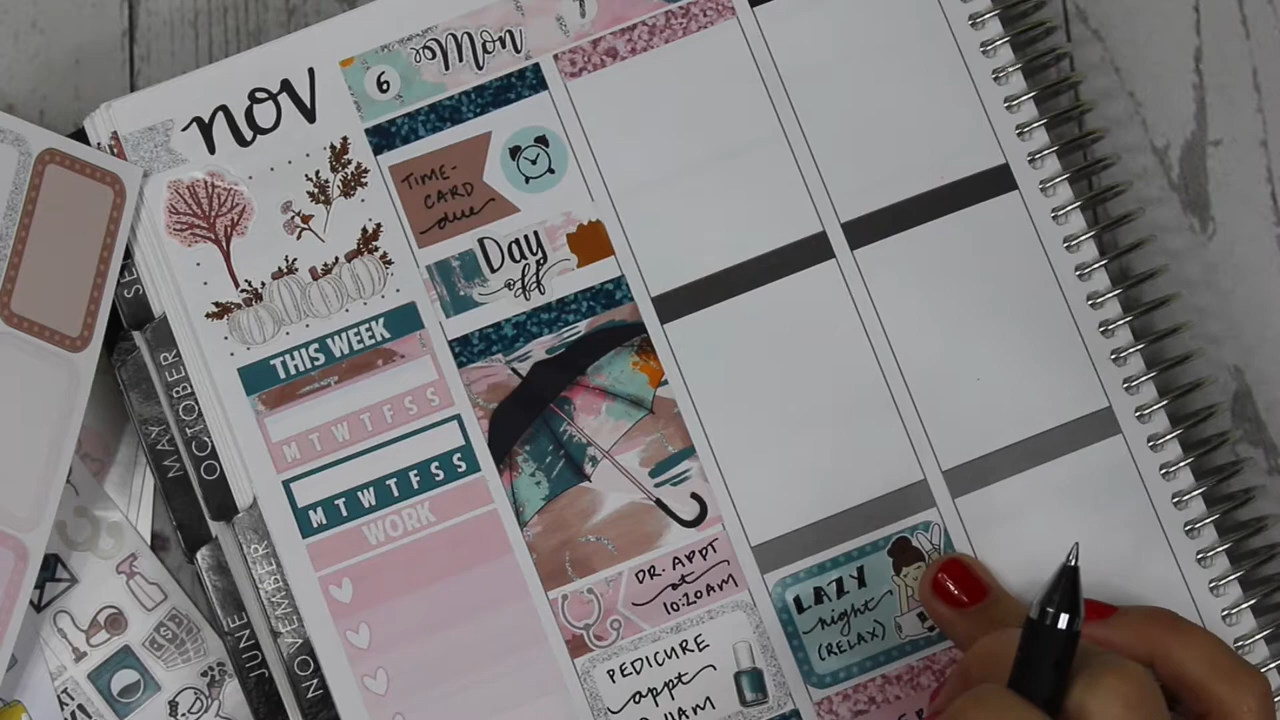 nov
6
Mon
TIME-
CARD
due
Day
off
THIS WEEK
M T W T F S S
M T W T F S S
WORK
DR. APPT
at
10:20AM
PEDICURE
appt
LAZY
night
(RELAX)
MAY
OCTOBER
JUNE
NOVEMBER